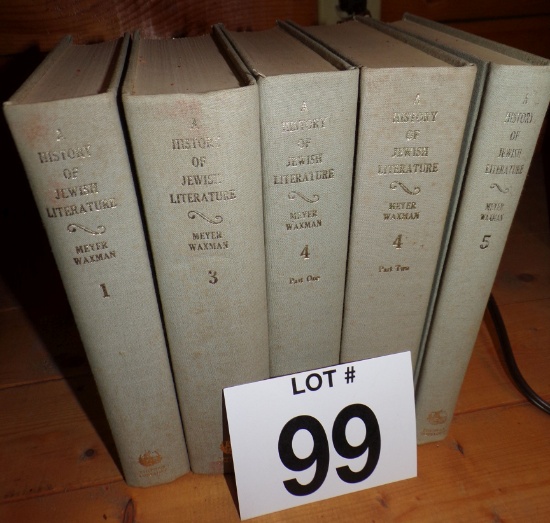 A
HISTORY
OF
JEWISH
LITERATURE
MEYER
WAXMAN
1
A
HISTORY
OF
JEWISH
LITERATURE
MEYER
WAXMAN
3
A
HISTORY
OF
JEWISH
LITERATURE
MEYER
WAXMAN
4
Part One
A
HISTORY
OF
JEWISH
LITERATURE
MEYER
WAXMAN
4
Part Two
A
HISTORY
OF
JEWISH
LITERATURE
MEYER
WAXMAN
5
LOT #
99